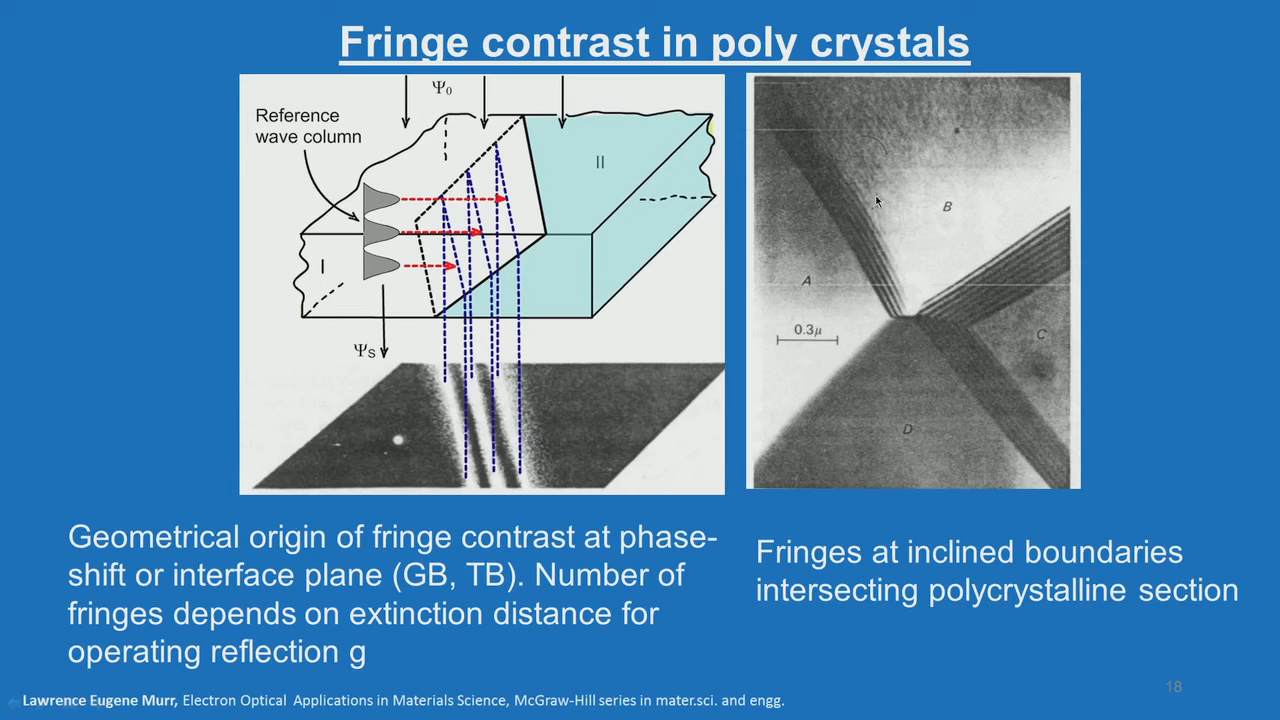 Fringe contrast in poly crystals
Ψ0
Reference
wave column
II
I
ΨS
B
A
0.3μ
C
D
Geometrical origin of fringe contrast at phase-
shift or interface plane (GB, TB). Number of
fringes depends on extinction distance for
operating reflection g
Fringes at inclined boundaries
intersecting polycrystalline section
18
Lawrence Eugene Murr, Electron Optical Applications in Materials Science, McGraw-Hill series in mater.sci. and engg.